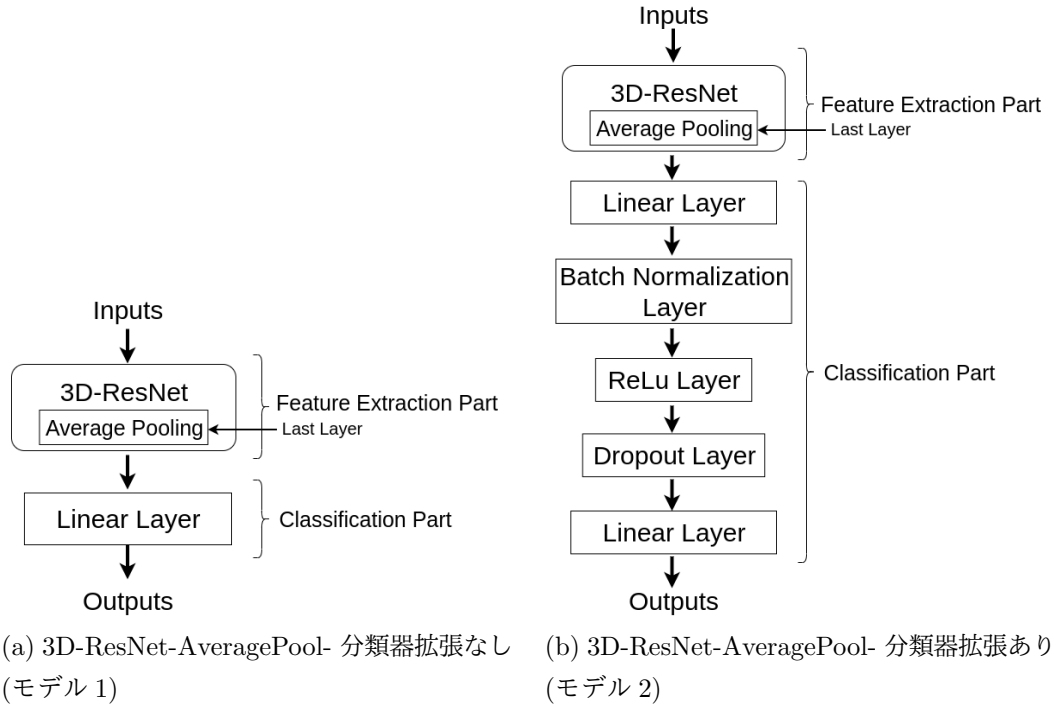 Inputs
3D-ResNet
Average Pooling
Feature Extraction Part
Last Layer
Linear Layer
Classification Part
Outputs
(a) 3D-ResNet-AveragePool- 分類器拡張なし
(モデル 1)
Inputs
3D-ResNet
Average Pooling
Feature Extraction Part
Last Layer
Linear Layer
Batch Normalization
Layer
ReLu Layer
Classification Part
Dropout Layer
Linear Layer
Outputs
(b) 3D-ResNet-AveragePool- 分類器拡張あり
(モデル 2)